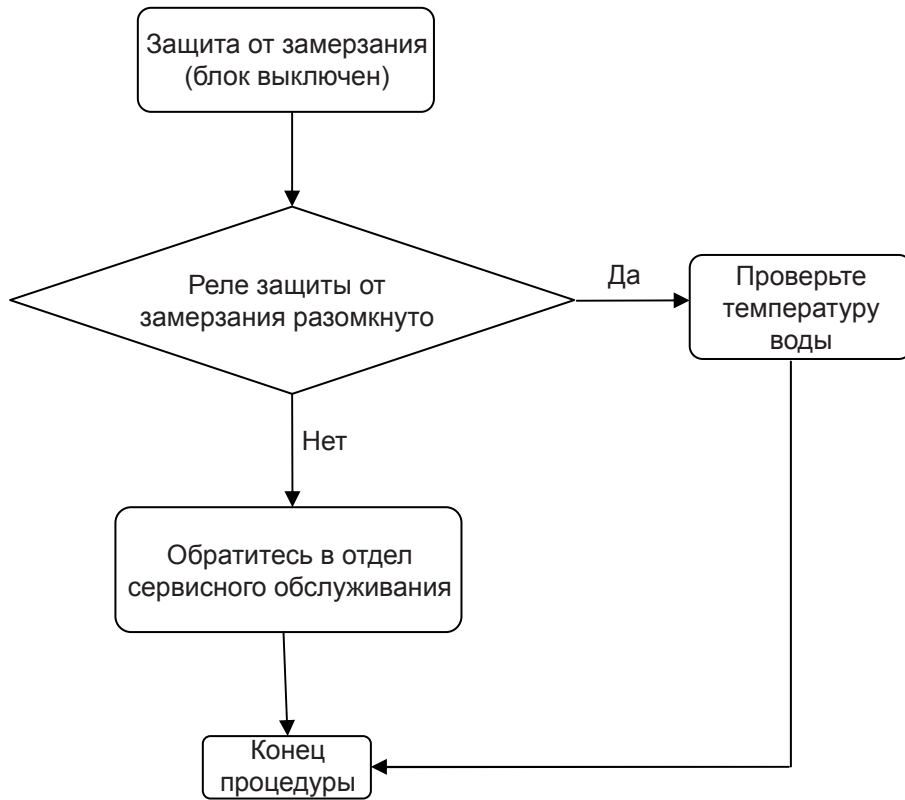 Защита от замерзания
(блок выключен)
Реле защиты от
замерзания разомкнуто
Да
Проверьте
температуру
воды
Нет
Обратитесь в отдел
сервисного обслуживания
Конец
процедуры